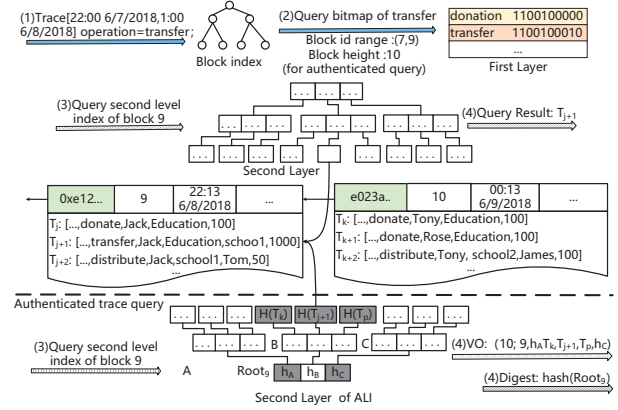 (1)Trace[22:00 6/7/2018,1:00
6/8/2018] operation=transfer;
Block index
(2)Query bitmap of transfer
Block id range :(7,9)
Block height :10
(for authenticated query)
donation 1100100000
transfer 1100100010
...
First Layer
(3)Query second level
index of block 9
... ... ...
... ... ... ... ... ... ... ... ...
... ... ... ... ... ... ... ...
Second Layer
(4)Query Result: Tj+1
0xe12... 9 22:13 6/8/2018 ...
Tj: [...,donate,Jack,Education,100]
Tj+1: [...,transfer,Jack,Education,schoo1,1000]
Tj+2: [...,distribute,Jack,school1,Tom,50]
...
e023a.. 10 00:13 6/9/2018 ...
Tk: [...,donate,Tony,Education,100]
Tk+1: [...,donate,Rose,Education,100]
Tk+2: [...,distribute,Tony, school2,James,100]
...
Authenticated trace query
... ... ... H(Tk) H(Tj+1) H(Tp) ... ... ...
... ... ... B ... ... ... C ... ... ...
(3)Query second level
index of block 9
A Root9 hA hB hC
Second Layer of ALI
(4)VO: (10; 9,hATk,Tj+1,Tp,hC)
(4)Digest: hash(Root9)